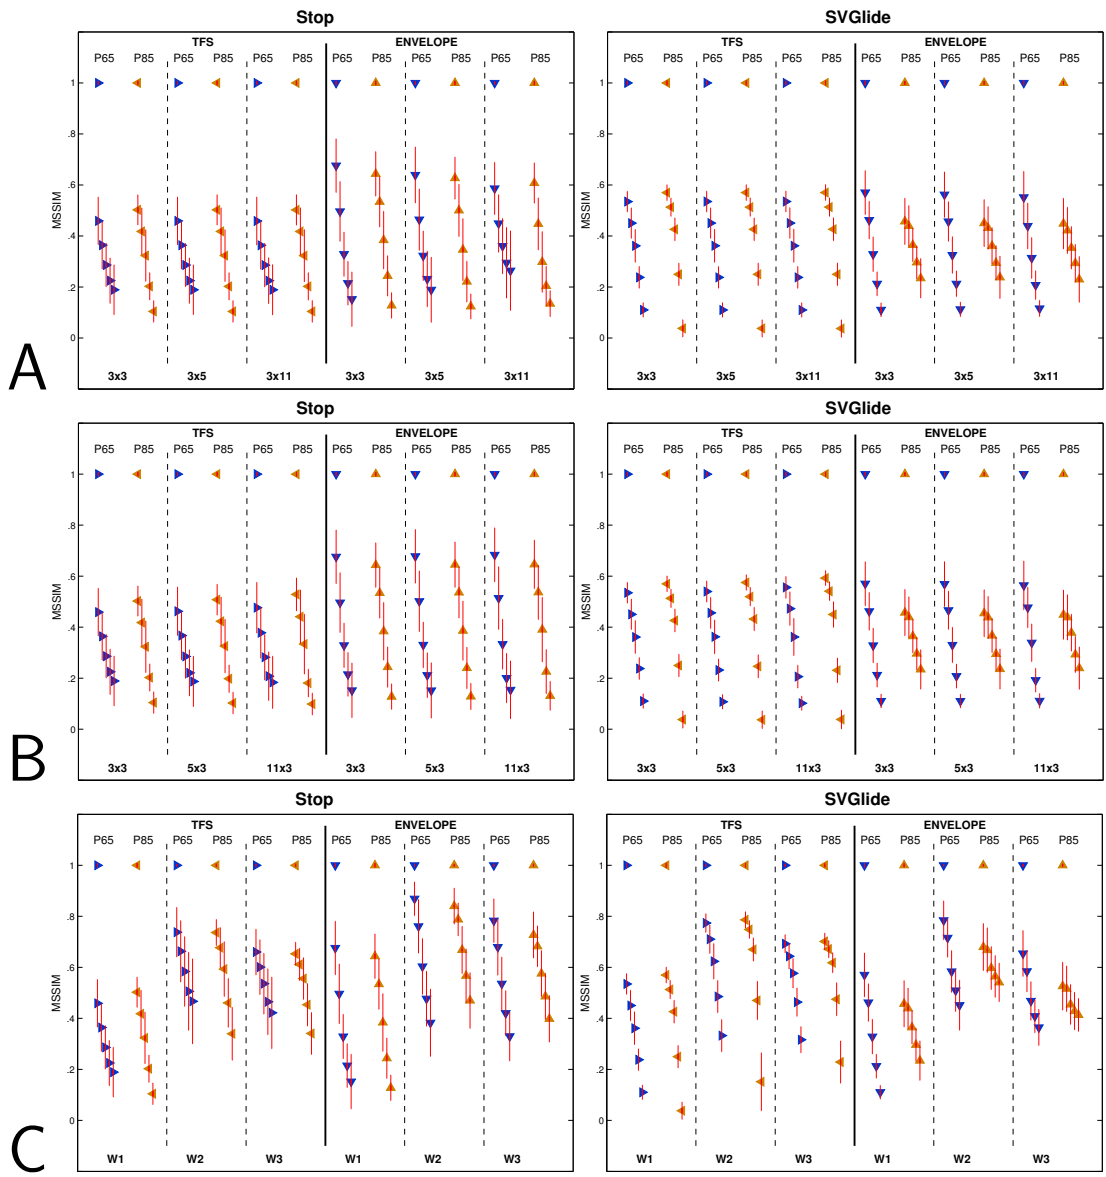 Stop SVGlide
TFS ENVELOPE TFS ENVELOPE
P65 P85 P65 P85 P65 P85 P65 P85 P65 P85 P65 P85 P65 P85 P65 P85 P65 P85 P65 P85 P65 P85 P65 P85
1 1
.8 .8
.6 .6
MSSIM MSSIM
.4 .4
.2 .2
0 0
A
3x3 3x5 3x11 3x3 3x5 3x11 3x3 3x5 3x11 3x3 3x5 3x11
Stop SVGlide
TFS ENVELOPE TFS ENVELOPE
P65 P85 P65 P85 P65 P85 P65 P85 P65 P85 P65 P85 P65 P85 P65 P85 P65 P85 P65 P85 P65 P85 P65 P85
1 1
.8 .8
.6 .6
MSSIM MSSIM
.4 .4
.2 .2
0 0
B
3x3 5x3 11x3 3x3 5x3 11x3 3x3 5x3 11x3 3x3 5x3 11x3
Stop SVGlide
TFS ENVELOPE TFS ENVELOPE
P65 P85 P65 P85 P65 P85 P65 P85 P65 P85 P65 P85 P65 P85 P65 P85 P65 P85 P65 P85 P65 P85 P65 P85
1 1
.8 .8
.6 .6
MSSIM MSSIM
.4 .4
.2 .2
0 0
C
W1 W2 W3 W1 W2 W3 W1 W2 W3 W1 W2 W3